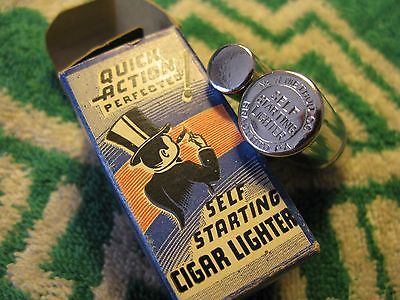 QUICK
ACTION!
PERFECTED
SELF
STARTING
CIGAR LIGHTER
SELF
STARTING
LIGHTER